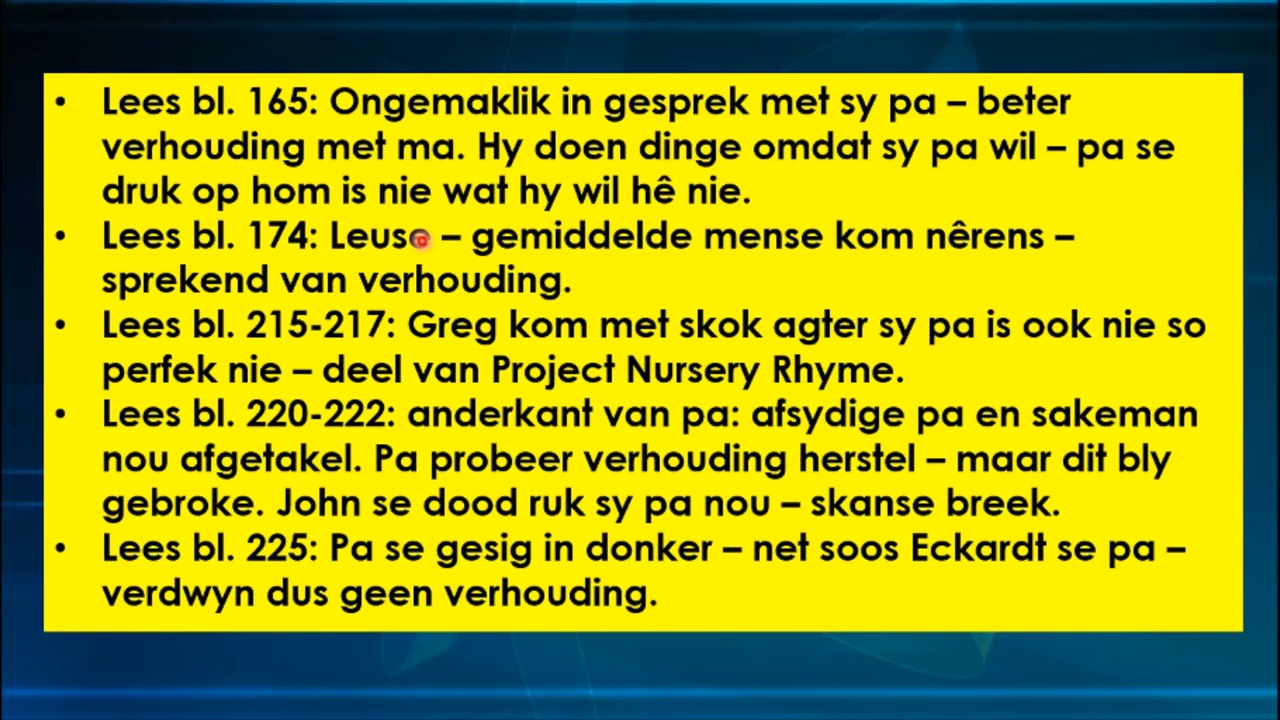 • Lees bl. 165: Ongemaklik in gesprek met sy pa – beter
verhouding met ma. Hy doen dinge omdat sy pa wil – pa se
druk op hom is nie wat hy wil hê nie.
• Lees bl. 174: Leuse – gemiddelde mense kom nêrens –
sprekend van verhouding.
• Lees bl. 215-217: Greg kom met skok agter sy pa is ook nie so
perfek nie – deel van Project Nursery Rhyme.
• Lees bl. 220-222: anderkant van pa: afsydige pa en sakeman
nou afgetakel. Pa probeer verhouding herstel – maar dit bly
gebroke. John se dood ruk sy pa nou – skanse breek.
• Lees bl. 225: Pa se gesig in donker – net soos Eckardt se pa –
verdwyn dus geen verhouding.